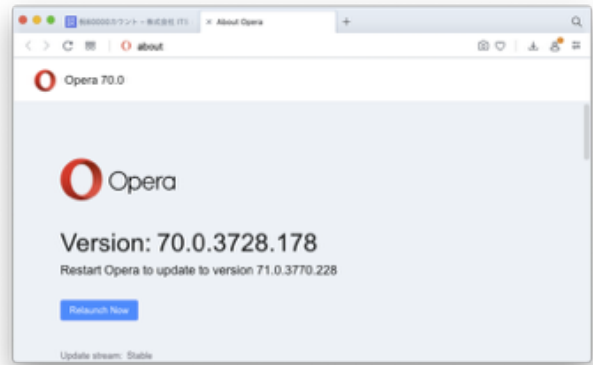 About Opera
about
Opera 70.0
Opera
Version: 70.0.3728.178
Restart Opera to update to version 71.0.3770.228
Relaunch Now
Update stream: Stable